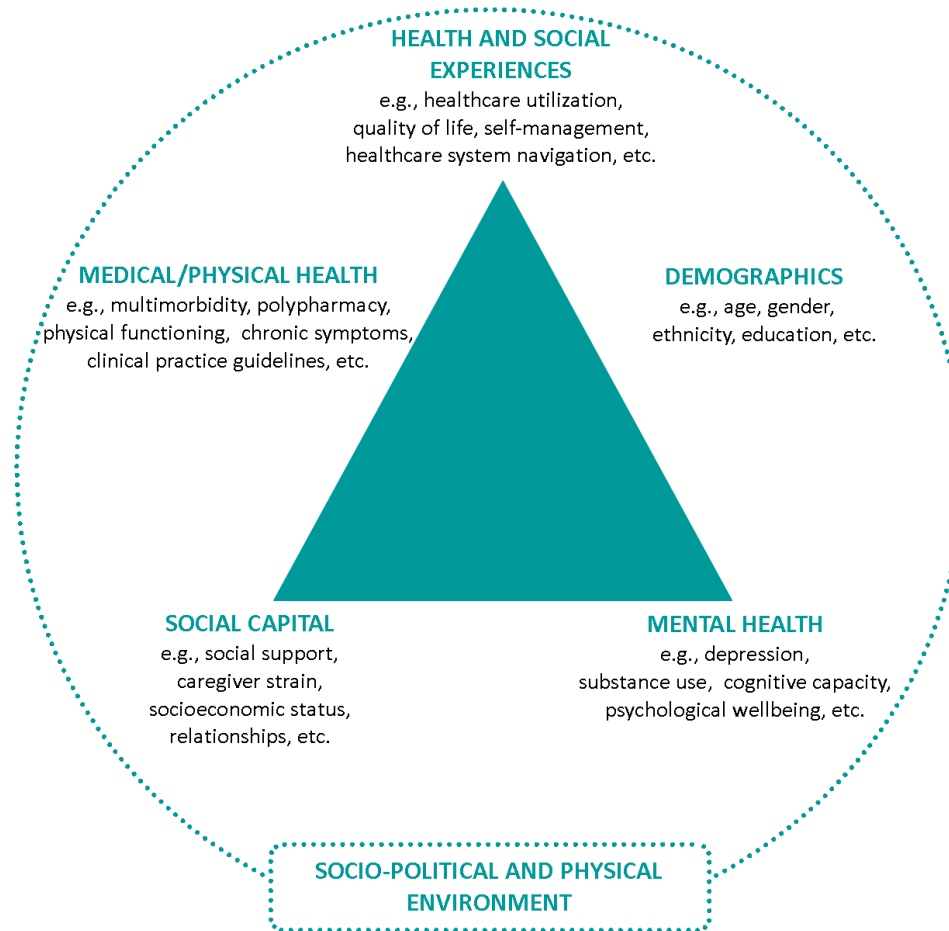 HEALTH AND SOCIAL
EXPERIENCES
e.g., healthcare utilization,
quality of life, self-management,
healthcare system navigation, etc.
MEDICAL/PHYSICAL HEALTH
e.g., multimorbidity, polypharmacy,
physical functioning, chronic symptoms,
clinical practice guidelines, etc.
DEMOGRAPHICS
e.g., age, gender,
ethnicity, education, etc.
SOCIAL CAPITAL
e.g., social support,
caregiver strain,
socioeconomic status,
relationships, etc.
MENTAL HEALTH
e.g., depression,
substance use, cognitive capacity,
psychological wellbeing, etc.
SOCIO-POLITICAL AND PHYSICAL
ENVIRONMENT